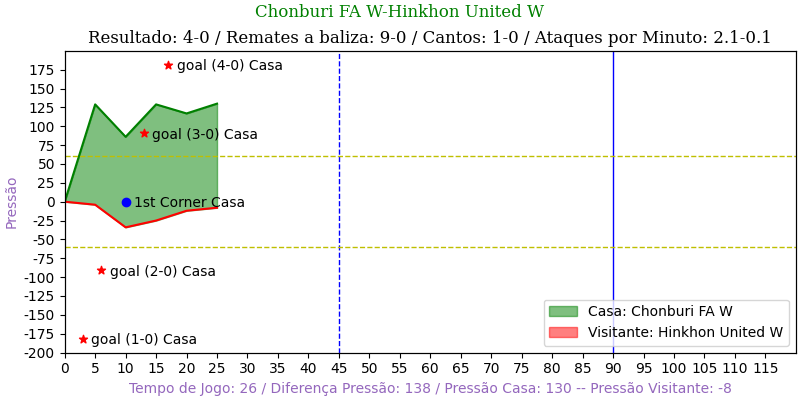 Chonburi FA W-Hinkhon United W
Resultado: 4-0 / Remates a baliza: 9-0 / Cantos: 1-0 / Ataques por Minuto: 2.1-0.1
Pressão
175
150
125
100
75
50
25
0
-25
-50
-75
-100
-125
-150
-175
-200
goal (4-0) Casa
goal (3-0) Casa
1st Corner Casa
goal (2-0) Casa
goal (1-0) Casa
Casa: Chonburi FA W
Visitante: Hinkhon United W
0 5 10 15 20 25 30 35 40 45 50 55 60 65 70 75 80 85 90 95 100 105 110 115
Tempo de Jogo: 26 / Diferença Pressão: 138 / Pressão Casa: 130 -- Pressão Visitante: -8